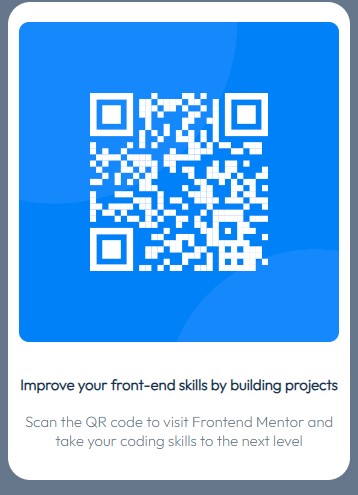 Improve your front-end skills by building projects
Scan the QR code to visit Frontend Mentor and
take your coding skills to the next level